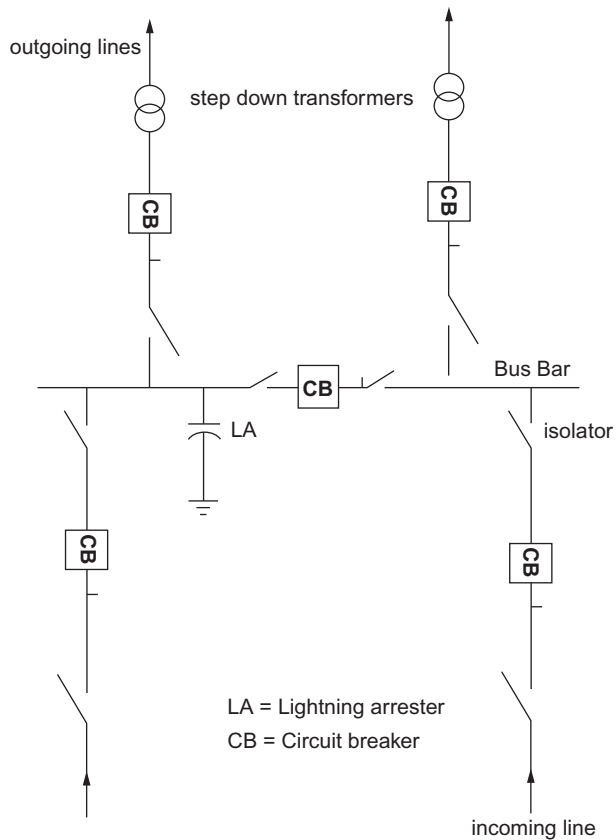 outgoing lines
step down transformers
CB
CB
Bus Bar
CB
LA
isolator
CB
CB
LA = Lightning arrester
CB = Circuit breaker
incoming line